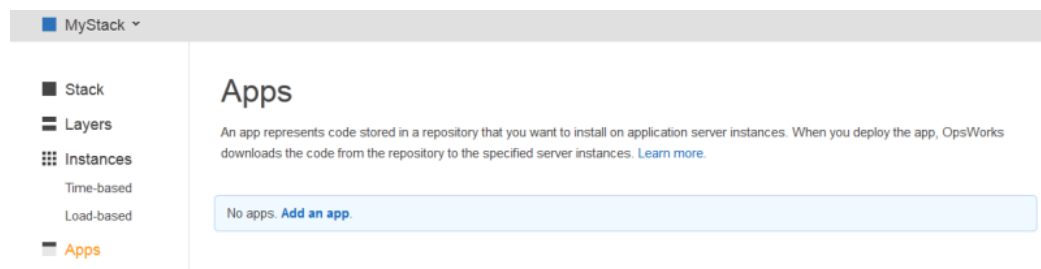 MyStack
Stack
Layers
Instances
Time-based
Load-based
Apps
Apps
An app represents code stored in a repository that you want to install on application server instances. When you deploy the app, OpsWorks
downloads the code from the repository to the specified server instances. Learn more.
No apps. Add an app.